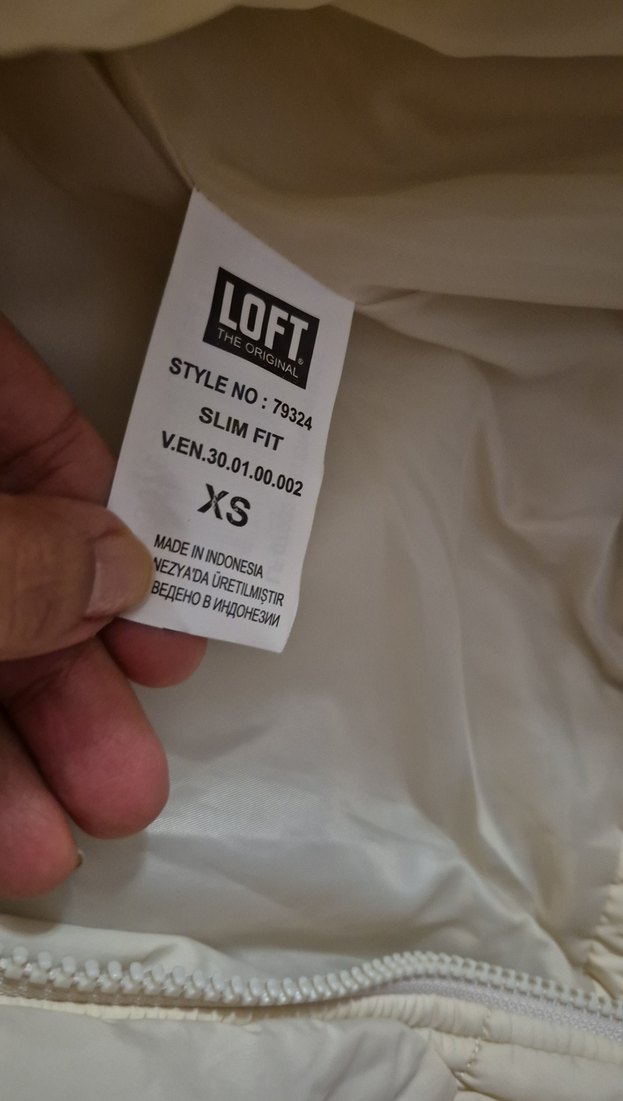 LOFT®
THE ORIGINAL
STYLE NO : 79324
SLIM FIT
V.EN.30.01.00.002
XS
MADE IN INDONESIA
NEZYA'DA ÜRETILMIŞTIR
ВЕДЕНО В ИНДОНЕЗИИ